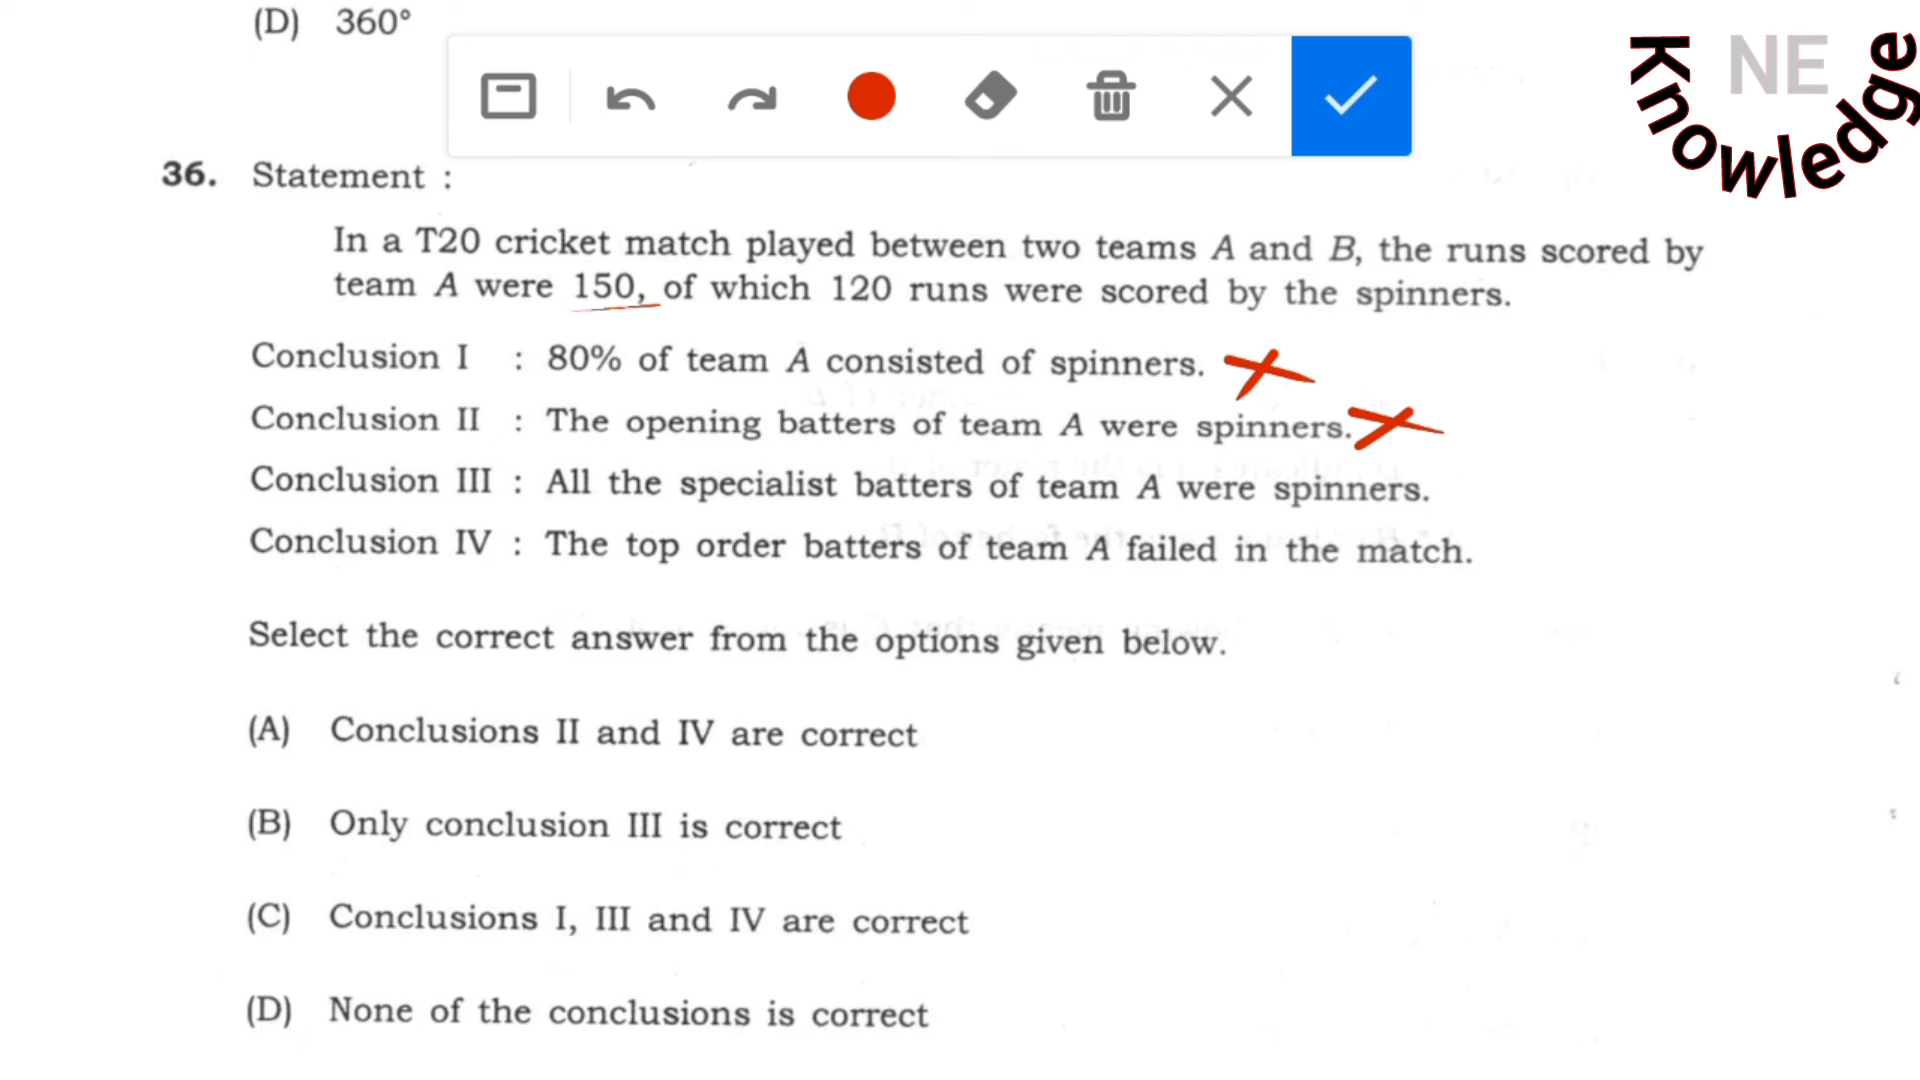 (D) 360°
NE
Knowledge
36. Statement :
In a T20 cricket match played between two teams A and B, the runs scored by
team A were 150, of which 120 runs were scored by the spinners.
Conclusion I : 80% of team A consisted of spinners.
Conclusion II : The opening batters of team A were spinners.
Conclusion III : All the specialist batters of team A were spinners.
Conclusion IV : The top order batters of team A failed in the match.
Select the correct answer from the options given below.
(A) Conclusions II and IV are correct
(B) Only conclusion III is correct
(C) Conclusions I, III and IV are correct
(D) None of the conclusions is correct